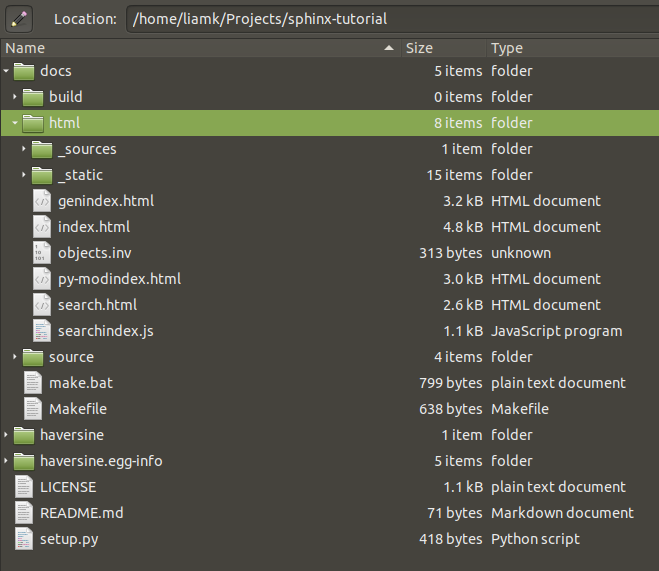 Location: /home/liamk/Projects/sphinx-tutorial
Name Size Type
docs 5 items folder
build 0 items folder
html 8 items folder
_sources 1 item folder
_static 15 items folder
genindex.html 3.2 kB HTML document
index.html 4.8 kB HTML document
objects.inv 313 bytes unknown
py-modindex.html 3.0 kB HTML document
search.html 2.6 kB HTML document
searchindex.js 1.1 kB JavaScript program
source 4 items folder
make.bat 799 bytes plain text document
Makefile 638 bytes Makefile
haversine 1 item folder
haversine.egg-info 5 items folder
LICENSE 1.1 kB plain text document
README.md 71 bytes Markdown document
setup.py 418 bytes Python script